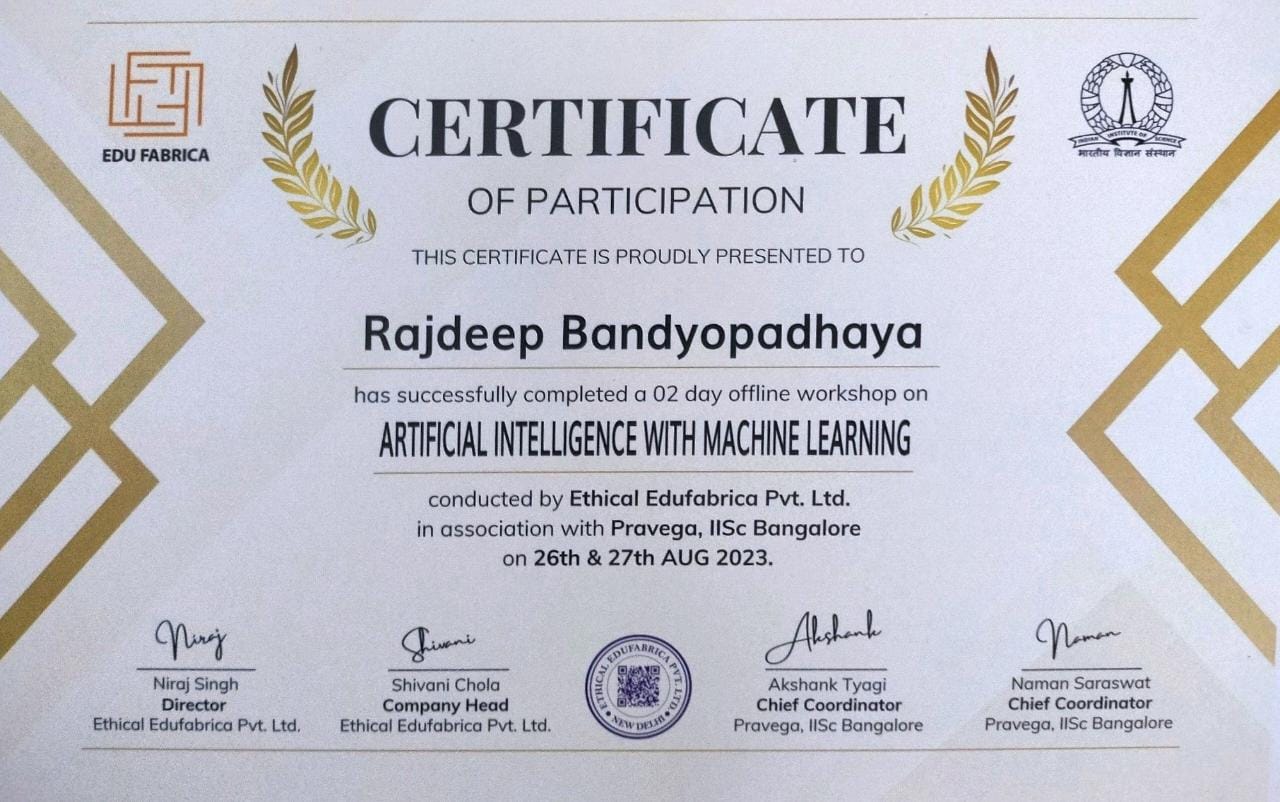 EDU FABRICA
INDIAN INSTITUTE OF SCIENCE
भारतीय विज्ञान संस्थान
CERTIFICATE
OF PARTICIPATION
THIS CERTIFICATE IS PROUDLY PRESENTED TO
Rajdeep Bandyopadhaya
has successfully completed a 02 day offline workshop on
ARTIFICIAL INTELLIGENCE WITH MACHINE LEARNING
conducted by Ethical Edufabrica Pvt. Ltd.
in association with Pravega, IISc Bangalore
on 26th & 27th AUG 2023.
Niraj
Niraj Singh
Director
Ethical Edufabrica Pvt. Ltd.
Shivani
Shivani Chola
Company Head
Ethical Edufabrica Pvt. Ltd.
ETHICAL EDUFABRICA PVT. LTD.
NEW DELHI
Akshank
Akshank Tyagi
Chief Coordinator
Pravega, IISc Bangalore
Naman
Naman Saraswat
Chief Coordinator
Pravega, IISc Bangalore